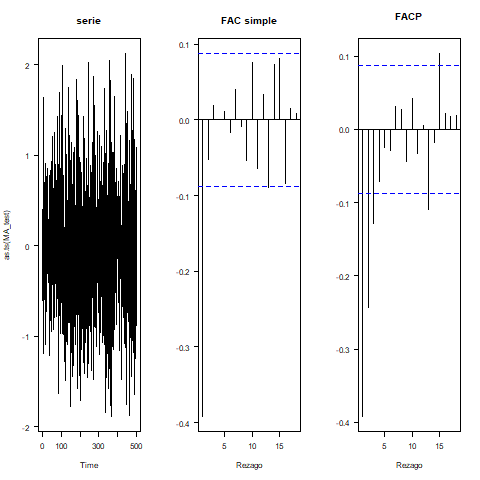 serie
as.ts(MA_test)
2
1
0
-1
-2
0 100 300 500
Time
FAC simple
0.1
0.0
-0.1
-0.2
-0.3
-0.4
5 10 15
Rezago
FACP
0.1
0.0
-0.1
-0.2
-0.3
-0.4
5 10 15
Rezago